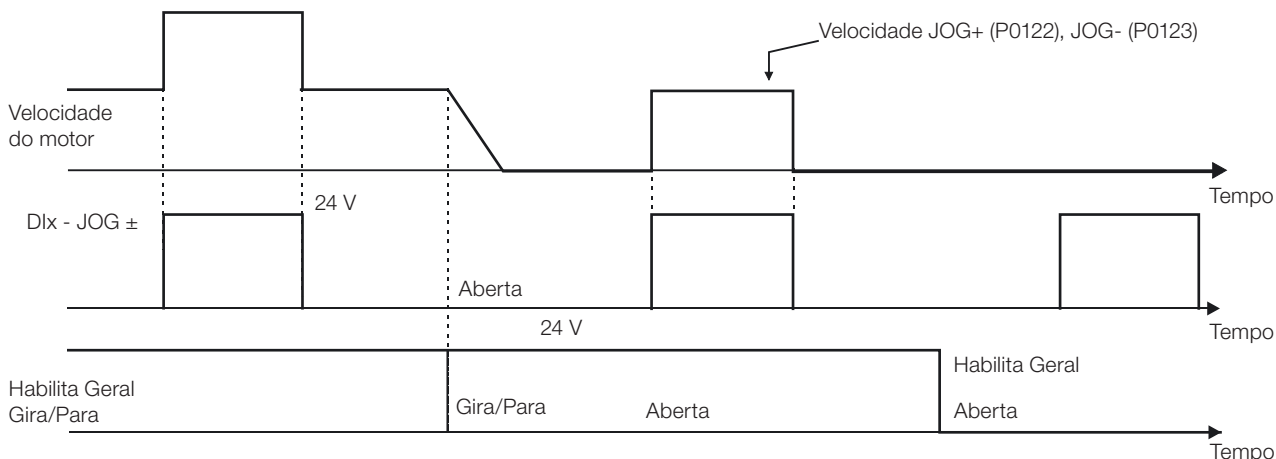 Velocidade JOG+ (P0122), JOG- (P0123)
Velocidade
do motor
Tempo
24 V
DIx - JOG ±
Aberta
Tempo
24 V
Habilita Geral
Habilita Geral
Gira/Para
Gira/Para
Aberta
Aberta
Tempo